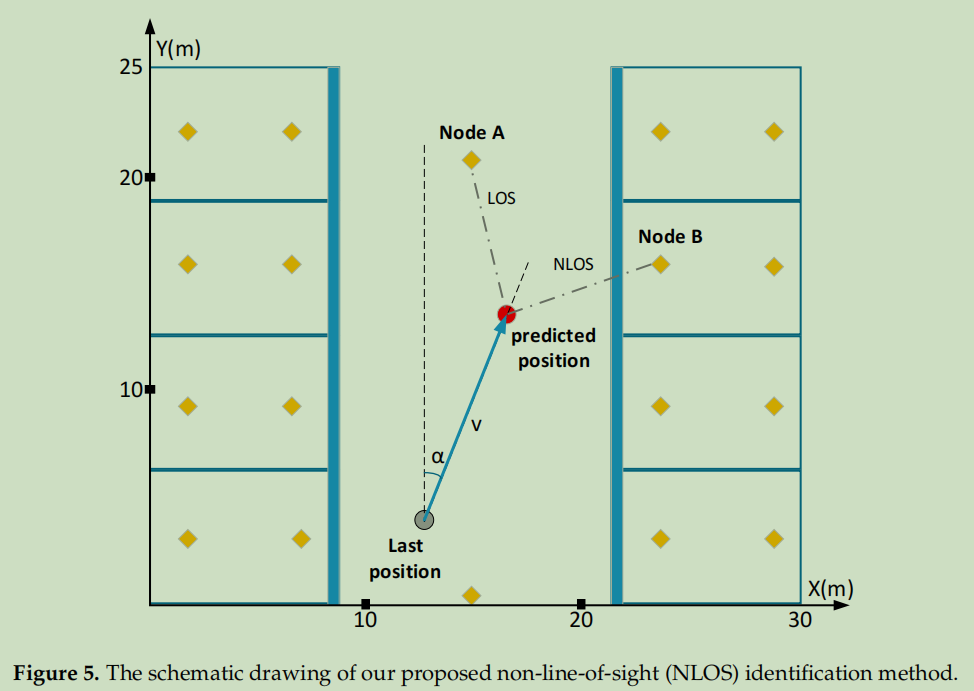 Y(m)
25
Node A
20
LOS
Node B
NLOS
predicted
position
10
v
α
Last
position
X(m)
10
20
30
Figure 5. The schematic drawing of our proposed non-line-of-sight (NLOS) identification method.